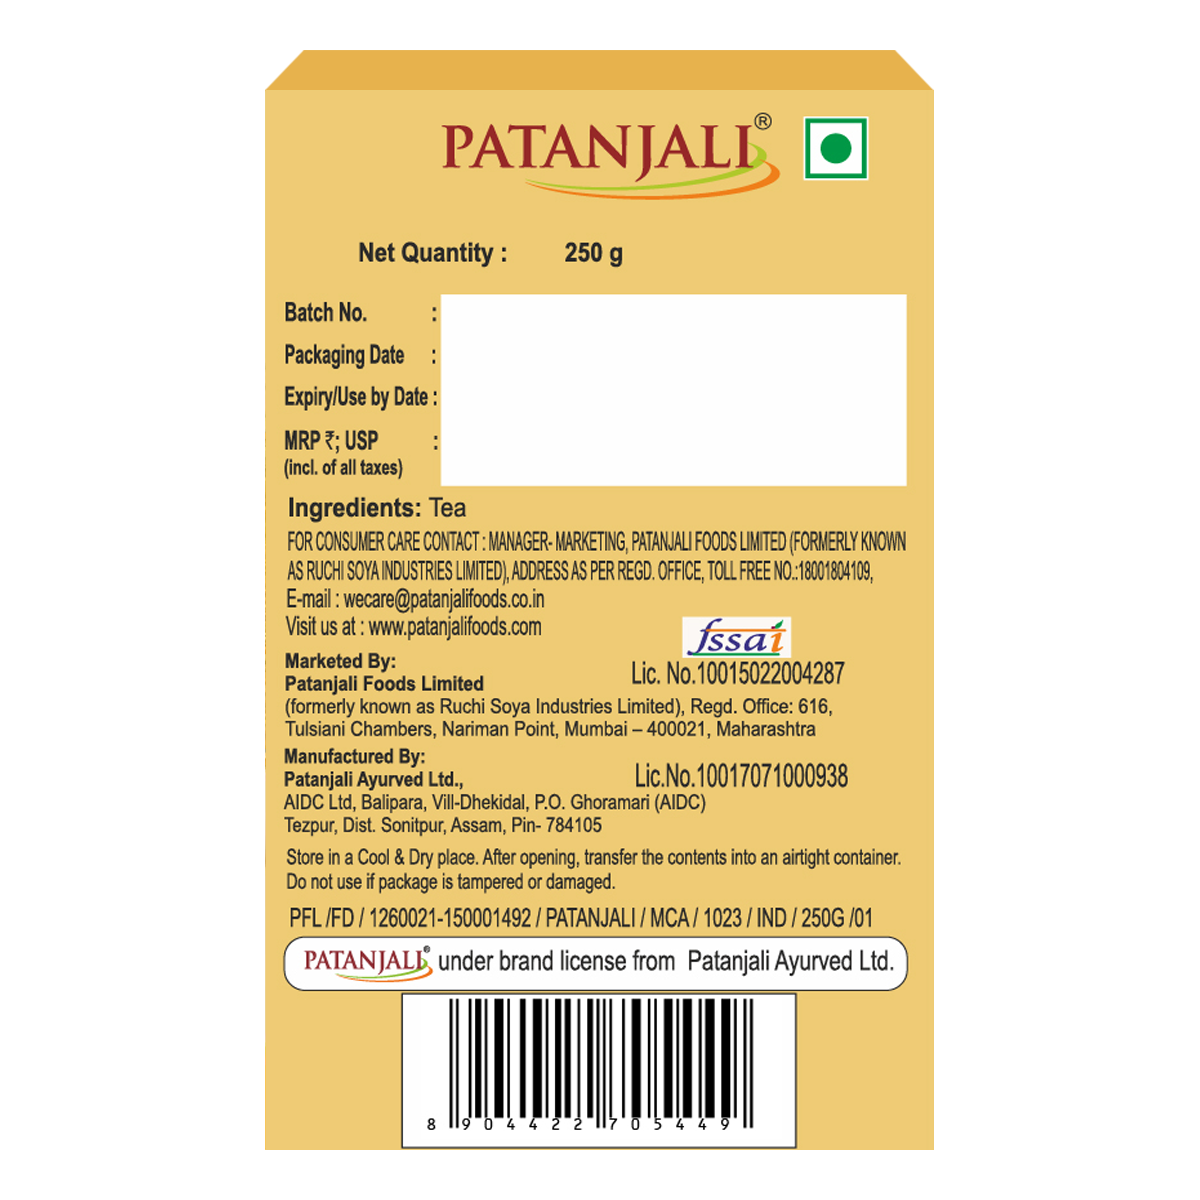 PATANJALI®
Net Quantity : 250 g
Batch No. :
Packaging Date :
Expiry/Use by Date :
MRP ₹; USP :
(incl. of all taxes)
Ingredients: Tea
FOR CONSUMER CARE CONTACT : MANAGER- MARKETING, PATANJALI FOODS LIMITED (FORMERLY KNOWN
AS RUCHI SOYA INDUSTRIES LIMITED), ADDRESS AS PER REGD. OFFICE, TOLL FREE NO.:18001804109,
E-mail : wecare@patanjalifoods.co.in
Visit us at : www.patanjalifoods.com
fssai
Marketed By:
Patanjali Foods Limited
Lic. No.10015022004287
(formerly known as Ruchi Soya Industries Limited), Regd. Office: 616,
Tulsiani Chambers, Nariman Point, Mumbai – 400021, Maharashtra
Manufactured By:
Patanjali Ayurved Ltd.,
Lic.No.10017071000938
AIDC Ltd, Balipara, Vill-Dhekidal, P.O. Ghoramari (AIDC)
Tezpur, Dist. Sonitpur, Assam, Pin- 784105
Store in a Cool & Dry place. After opening, transfer the contents into an airtight container.
Do not use if package is tampered or damaged.
PFL /FD / 1260021-150001492 / PATANJALI / MCA / 1023 / IND / 250G /01
PATANJALI® under brand license from Patanjali Ayurved Ltd.
8 904422 705449